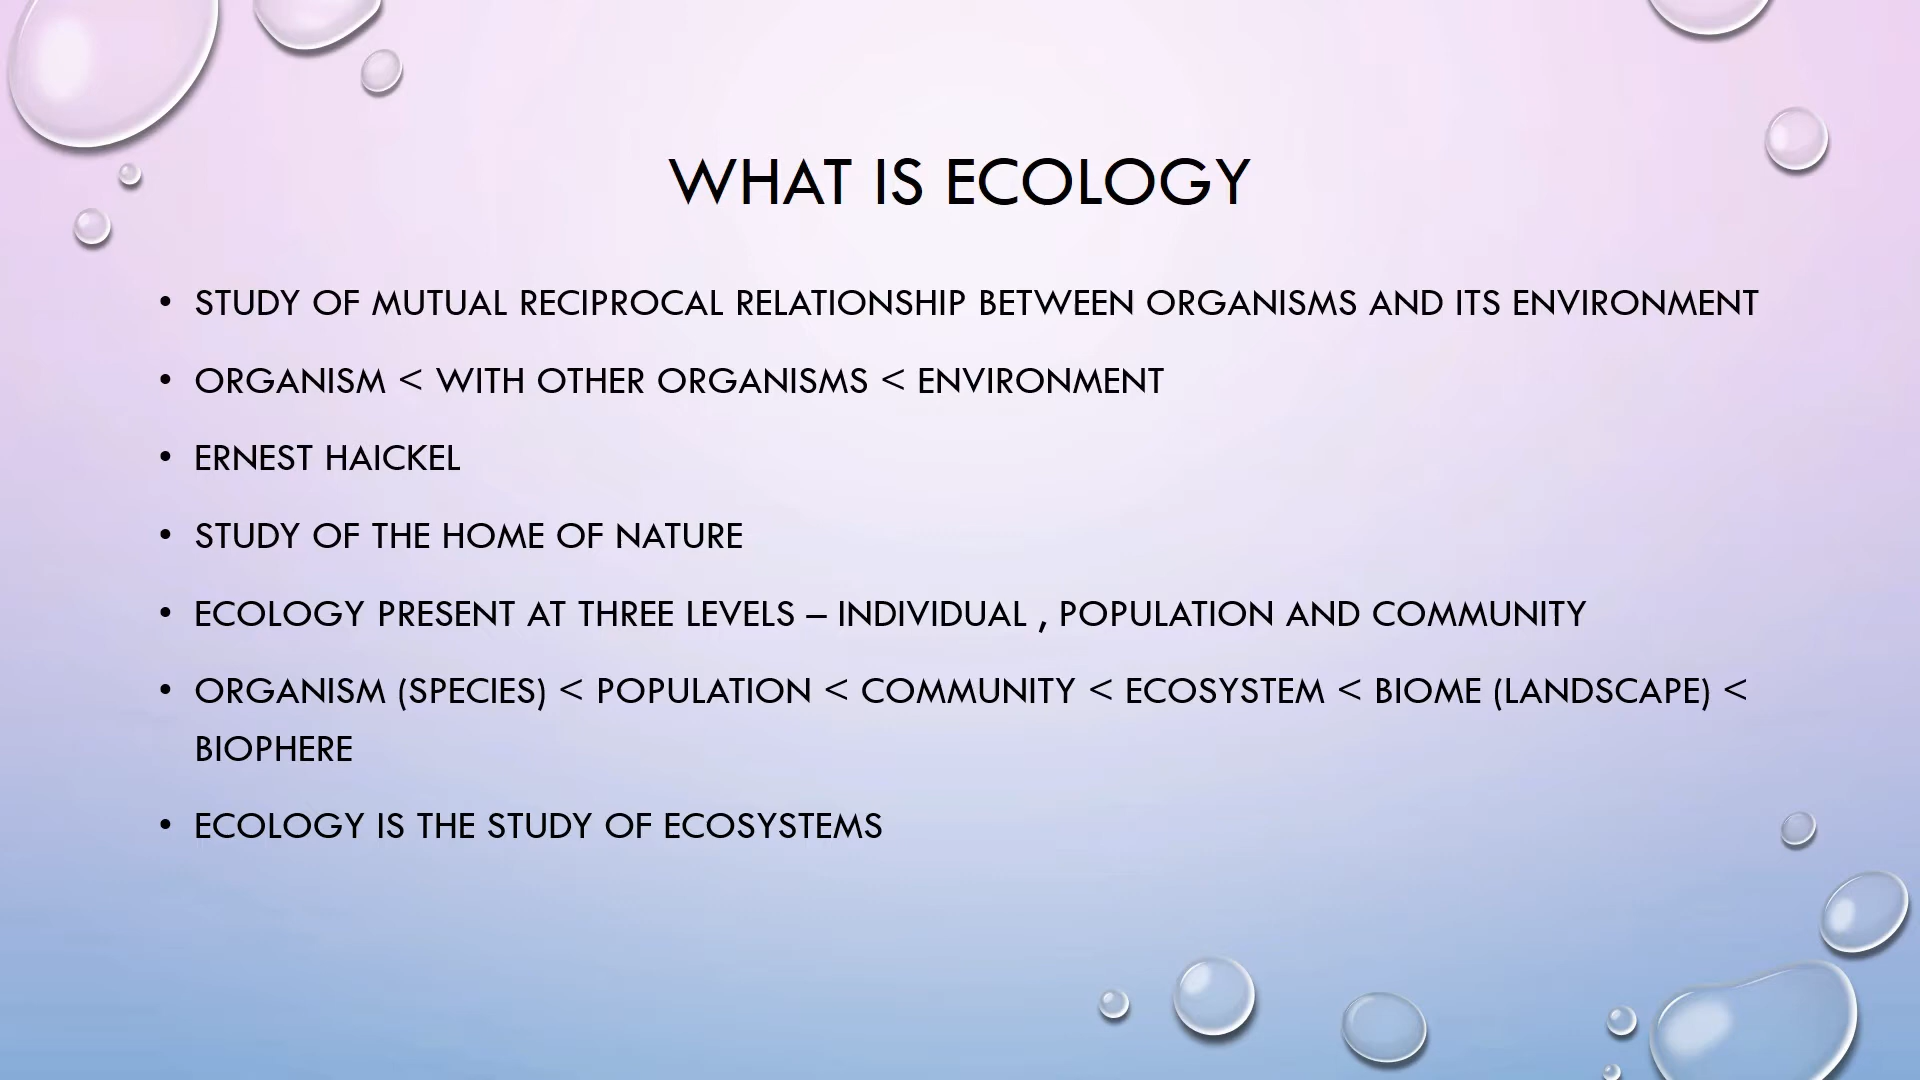 WHAT IS ECOLOGY
• STUDY OF MUTUAL RECIPROCAL RELATIONSHIP BETWEEN ORGANISMS AND ITS ENVIRONMENT
• ORGANISM < WITH OTHER ORGANISMS < ENVIRONMENT
• ERNEST HAICKEL
• STUDY OF THE HOME OF NATURE
• ECOLOGY PRESENT AT THREE LEVELS – INDIVIDUAL , POPULATION AND COMMUNITY
• ORGANISM (SPECIES) < POPULATION < COMMUNITY < ECOSYSTEM < BIOME (LANDSCAPE) <
BIOPHERE
• ECOLOGY IS THE STUDY OF ECOSYSTEMS